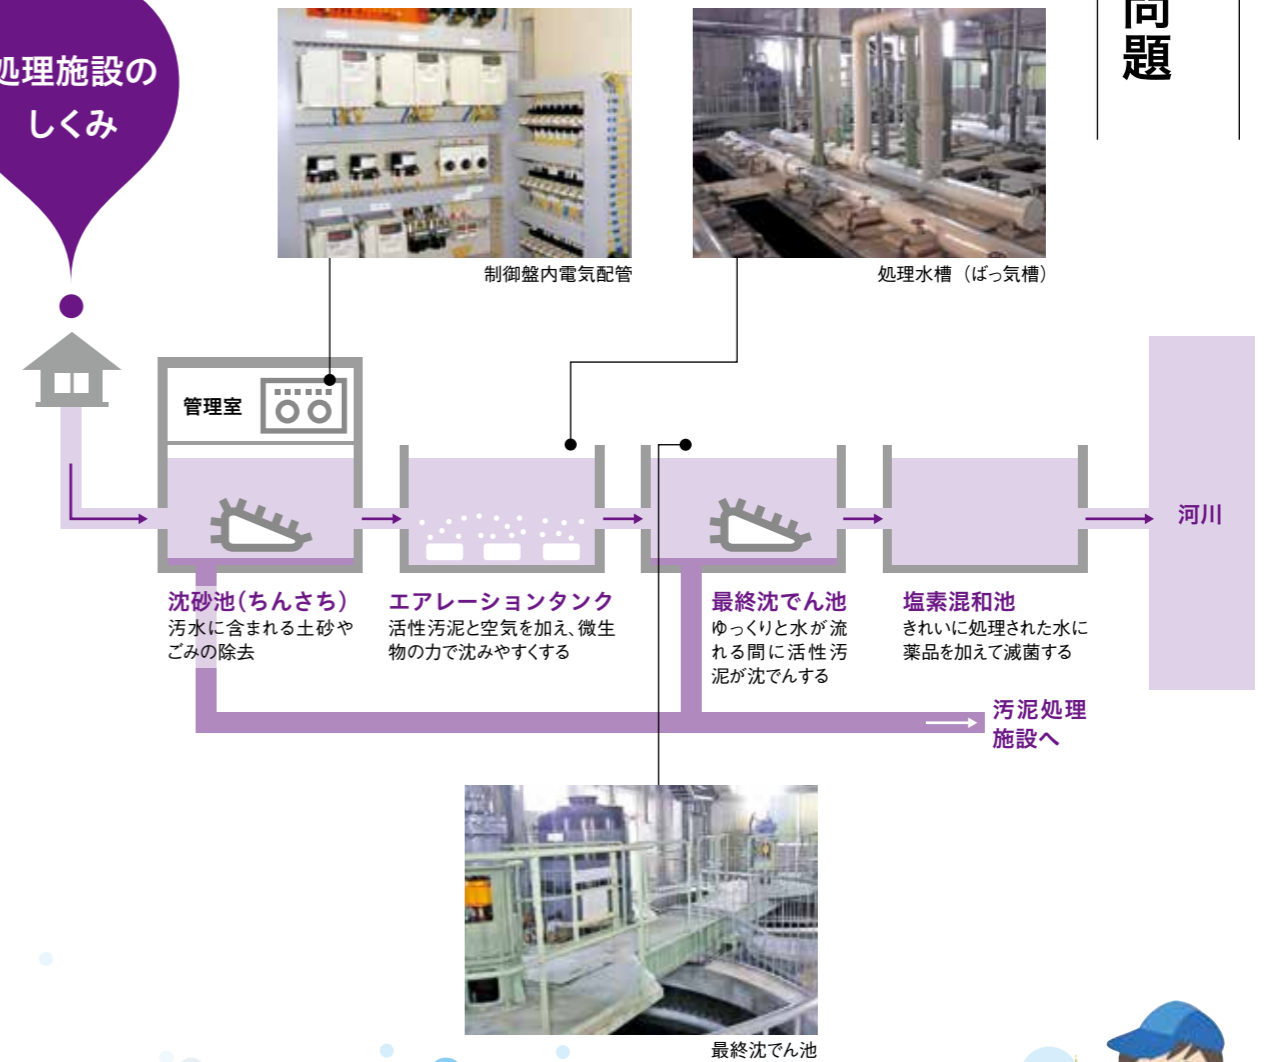 処理施設の
しくみ
問題
制御盤内電気配管
処理水槽（ばっ気槽）
管理室
河川
沈砂池（ちんさち）
汚水に含まれる土砂や
ごみの除去
エアレーションタンク
活性汚泥と空気を加え、微生
物の力で沈みやすくする
最終沈でん池
ゆっくりと水が流
れる間に活性汚
泥が沈でんする
塩素混和池
きれいに処理された水に
薬品を加えて滅菌する
汚泥処理
施設へ
最終沈でん池